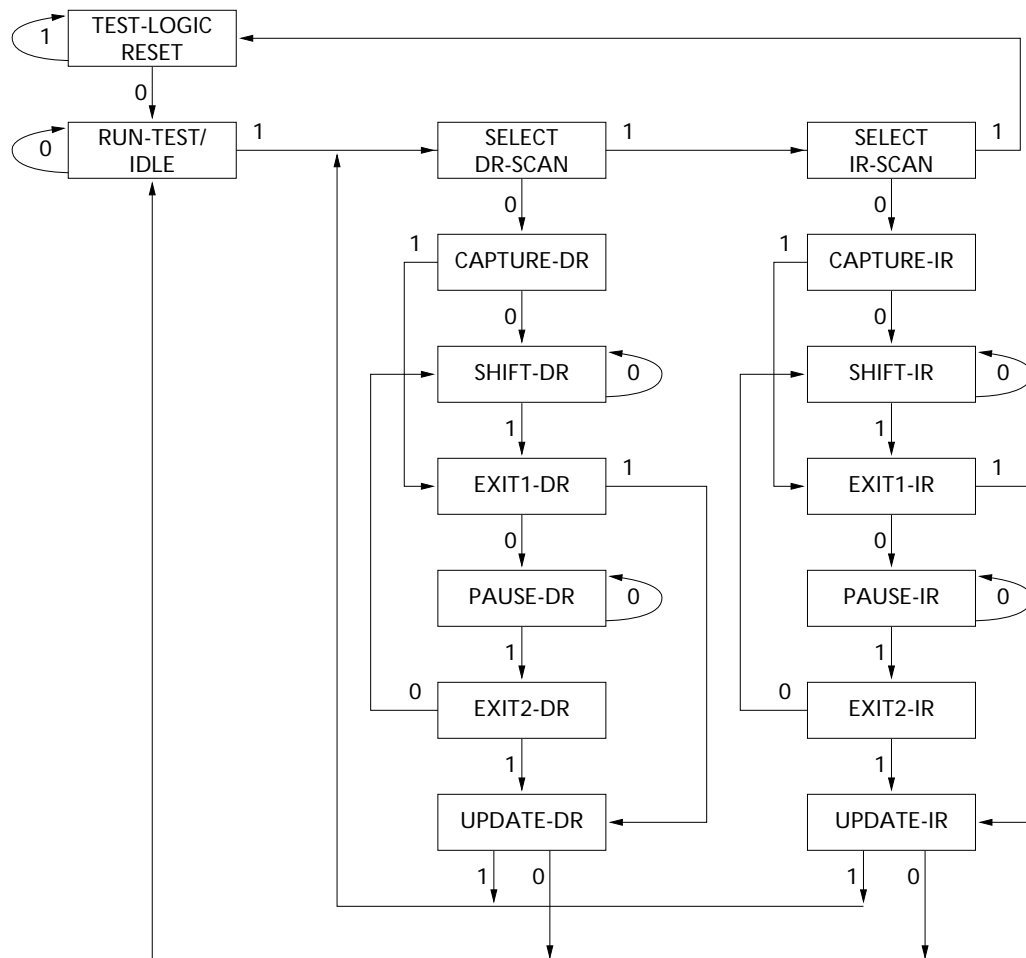 TEST-LOGIC
RESET
1
0
RUN-TEST/
IDLE
0
1
SELECT
DR-SCAN
1
SELECT
IR-SCAN
1
0
0
1
CAPTURE-DR
1
CAPTURE-IR
0
0
SHIFT-DR
0
SHIFT-IR
0
1
1
EXIT1-DR
1
EXIT1-IR
1
0
0
PAUSE-DR
0
PAUSE-IR
0
1
1
0
EXIT2-DR
0
EXIT2-IR
1
1
UPDATE-DR
UPDATE-IR
1
0
1
0